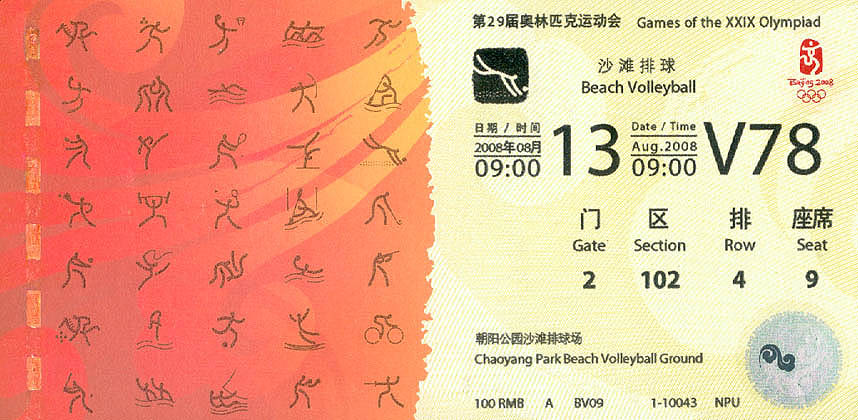 第29届奥林匹克运动会 Games of the XXIX Olympiad
沙滩排球
Beach Volleyball
Beijing 2008
日期 / 时间 13 Date / Time V78
2008年08月 Aug.2008
09:00 09:00
门 区 排 座席
Gate Section Row Seat
2 102 4 9
朝阳公园沙滩排球场
Chaoyang Park Beach Volleyball Ground
100 RMB A BV09 1-10043 NPU